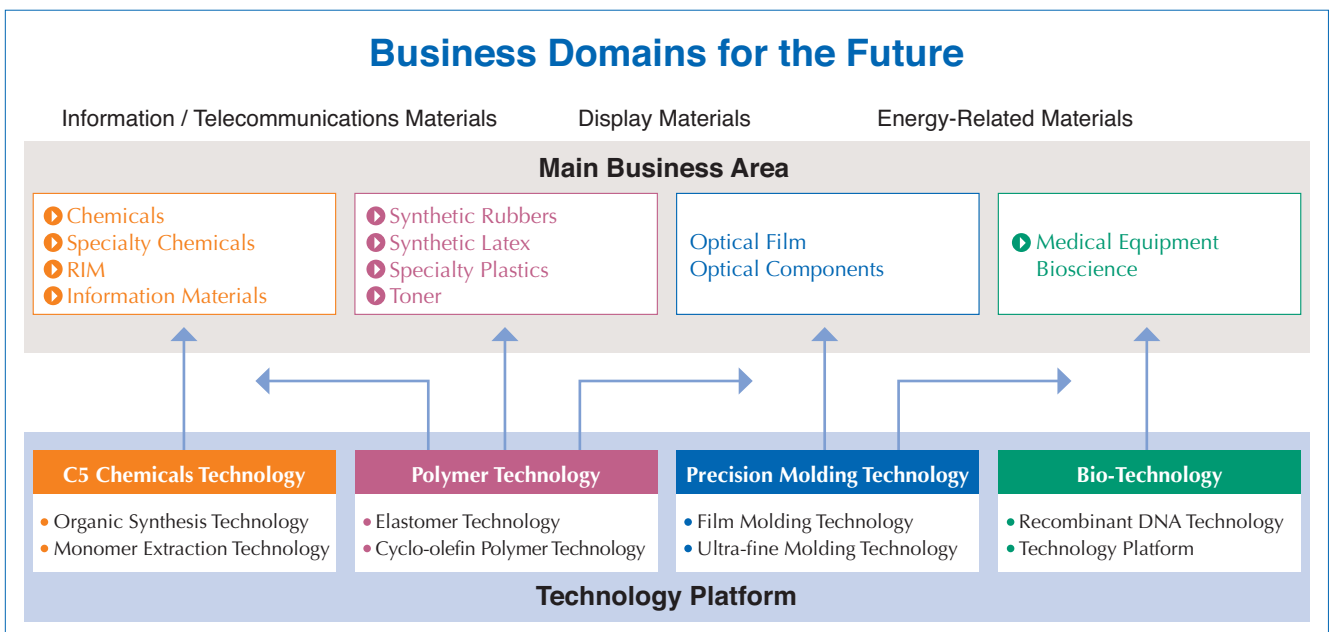 Business Domains for the Future
Information / Telecommunications Materials
Display Materials
Energy-Related Materials
Main Business Area
Chemicals
Specialty Chemicals
RIM
Information Materials
Synthetic Rubbers
Synthetic Latex
Specialty Plastics
Toner
Optical Film
Optical Components
Medical Equipment
Bioscience
C5 Chemicals Technology
• Organic Synthesis Technology
• Monomer Extraction Technology
Polymer Technology
• Elastomer Technology
• Cyclo-olefin Polymer Technology
Precision Molding Technology
• Film Molding Technology
• Ultra-fine Molding Technology
Bio-Technology
• Recombinant DNA Technology
• Technology Platform
Technology Platform